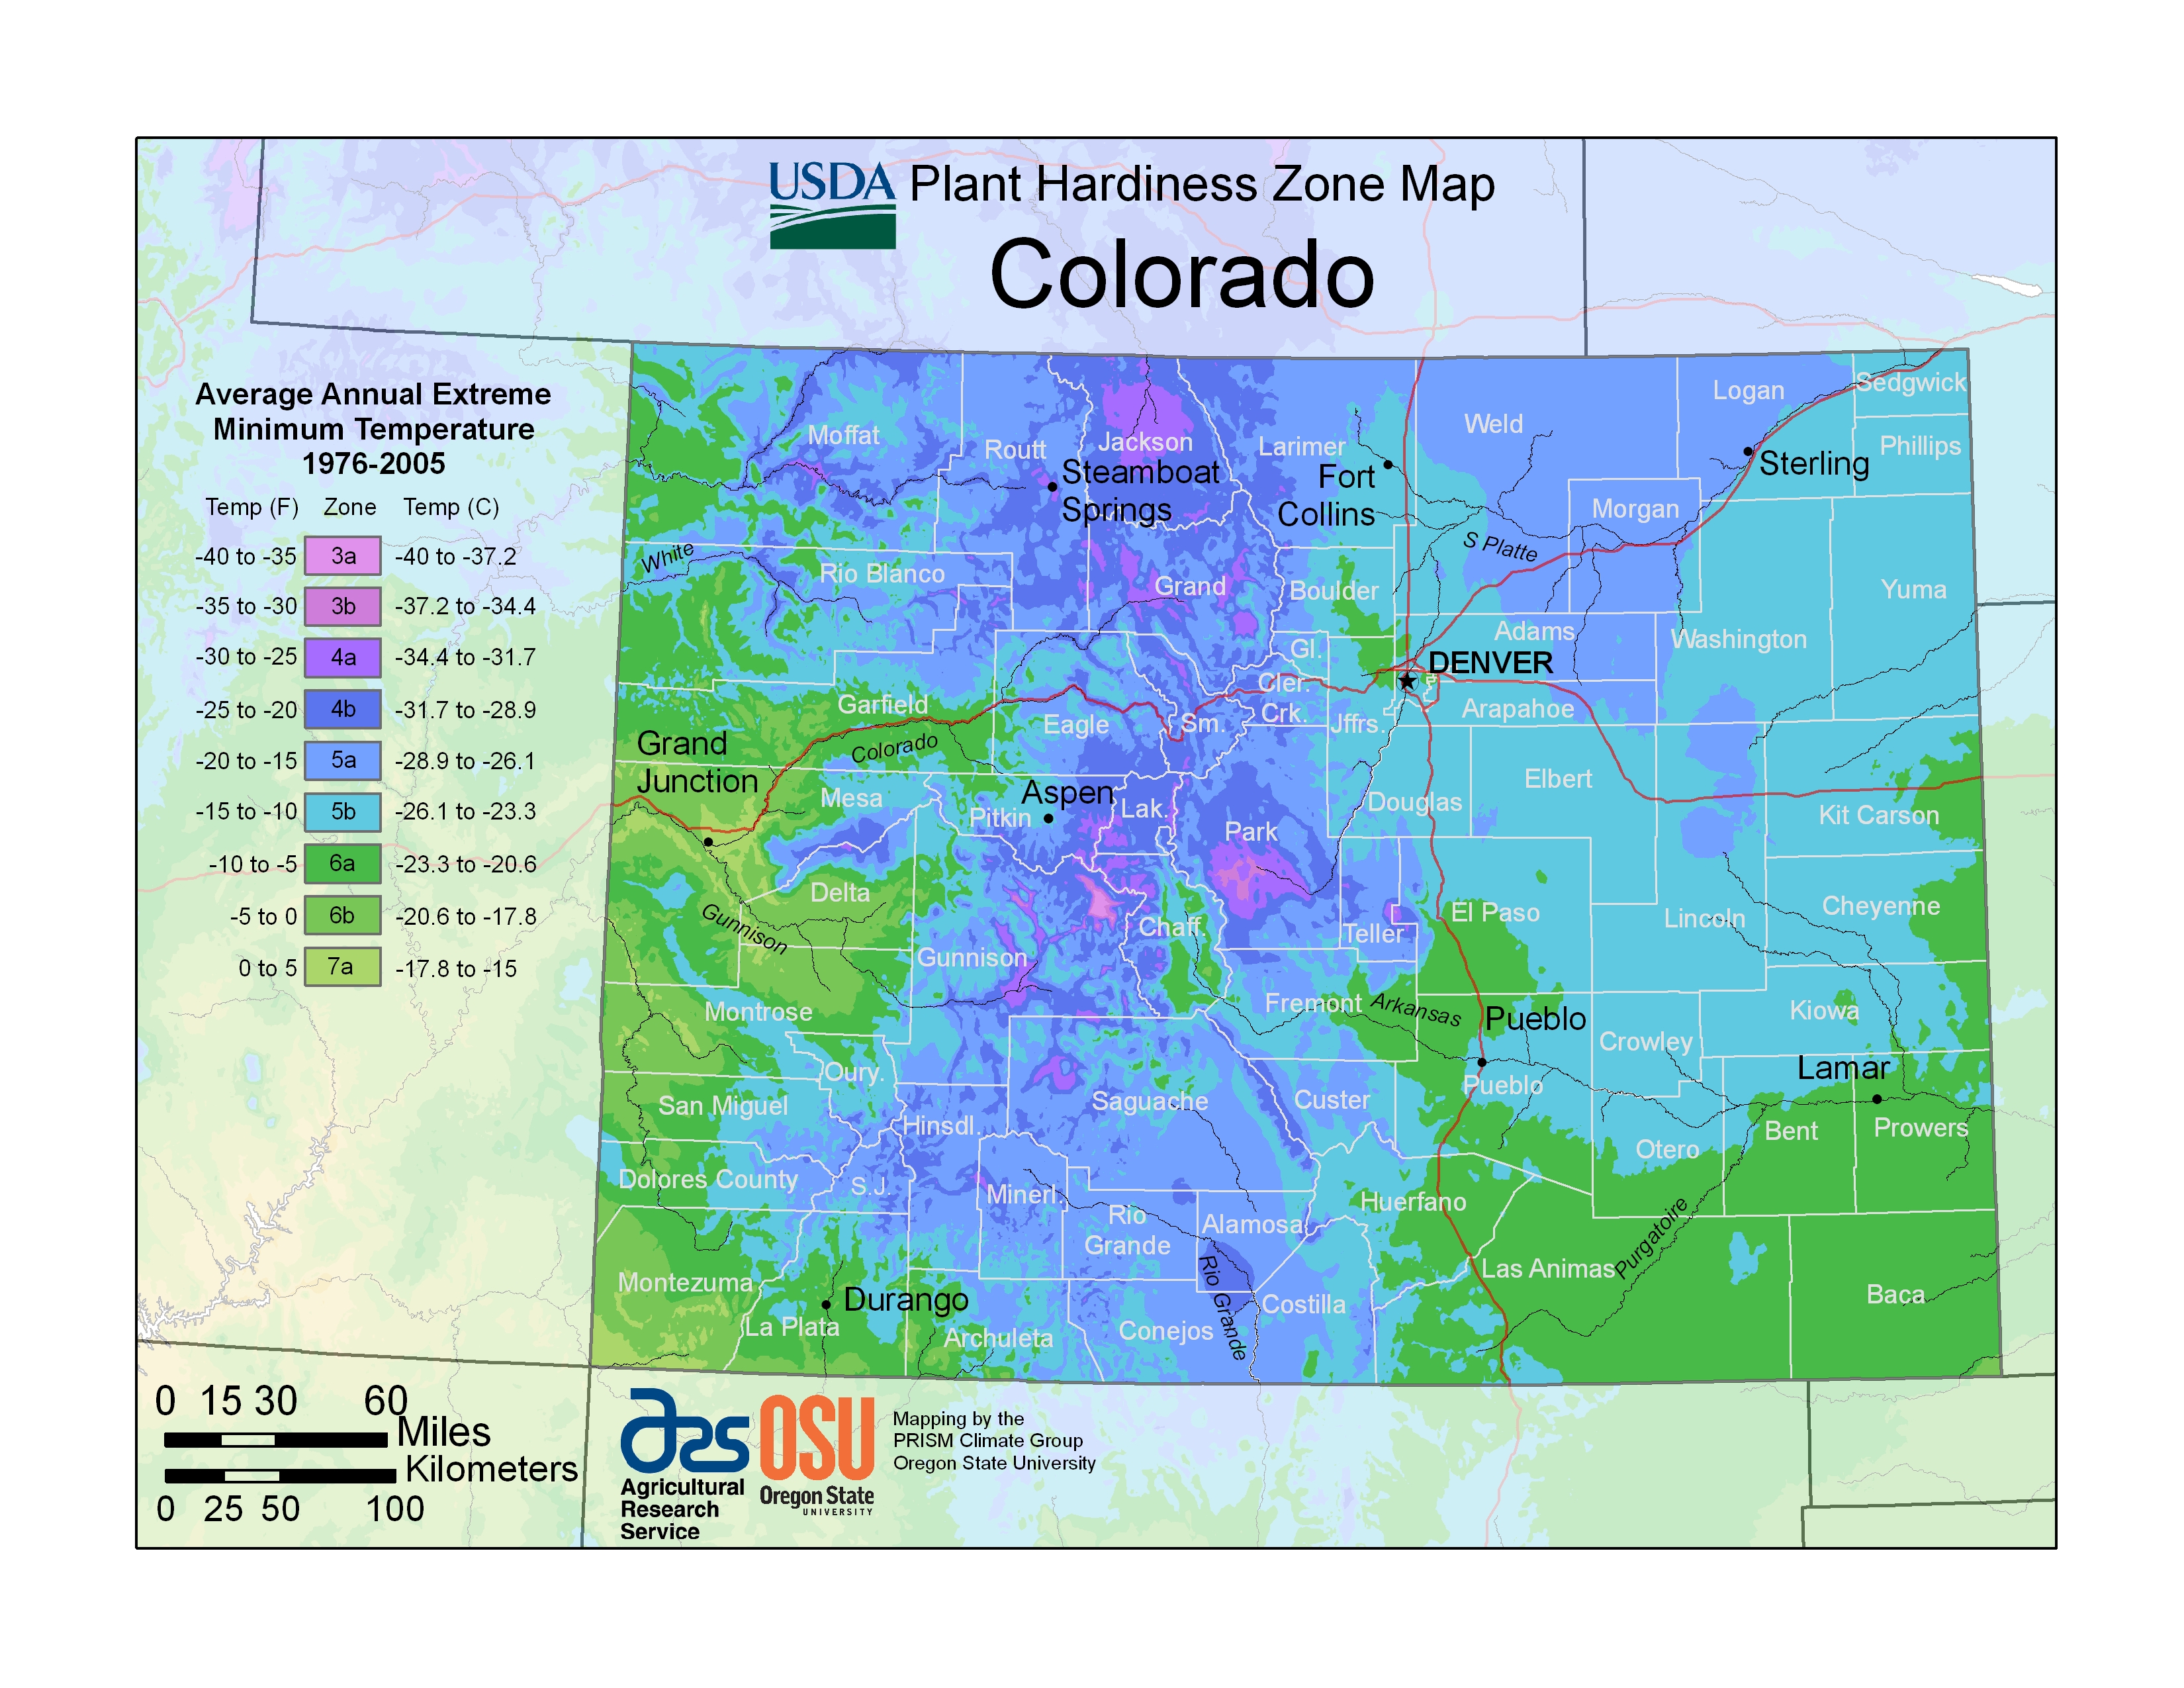 USDA Plant Hardiness Zone Map
Colorado
Average Annual Extreme
Minimum Temperature
1976-2005
Temp (F) Zone Temp (C)
-40 to -35 3a -40 to -37.2
-35 to -30 3b -37.2 to -34.4
-30 to -25 4a -34.4 to -31.7
-25 to -20 4b -31.7 to -28.9
-20 to -15 5a -28.9 to -26.1
-15 to -10 5b -26.1 to -23.3
-10 to -5 6a -23.3 to -20.6
-5 to 0 6b -20.6 to -17.8
0 to 5 7a -17.8 to -15
Moffat
Routt
Jackson
Larimer
Weld
Logan
Sedgwick
Phillips
Steamboat
Springs
Fort
Collins
Sterling
Morgan
S Platte
White
Rio Blanco
Grand
Boulder
Yuma
Adams
Washington
Gl.
DENVER
Cler.
Crk.
Garfield
Eagle
Sm.
Jffrs.
Arapahoe
Grand
Junction
Colorado
Mesa
Aspen
Pitkin
Lak.
Park
Douglas
Elbert
Kit Carson
Delta
Gunnison
Gunnison
Chaff.
Teller
El Paso
Lincoln
Cheyenne
Montrose
Fremont
Arkansas
Pueblo
Kiowa
Crowley
Oury.
Lamar
Pueblo
San Miguel
Saguache
Custer
Hinsdl.
Otero
Bent
Prowers
Dolores County
S.J.
Minerl.
Rio
Grande
Alamosa
Huerfano
Las Animas
Purgatoire
Montezuma
Durango
La Plata
Archuleta
Conejos
Rio Grande
Costilla
Baca
0 15 30 60
Miles
Kilometers
0 25 50 100
ars
Agricultural
Research
Service
OSU
Oregon State
UNIVERSITY
Mapping by the
PRISM Climate Group
Oregon State University